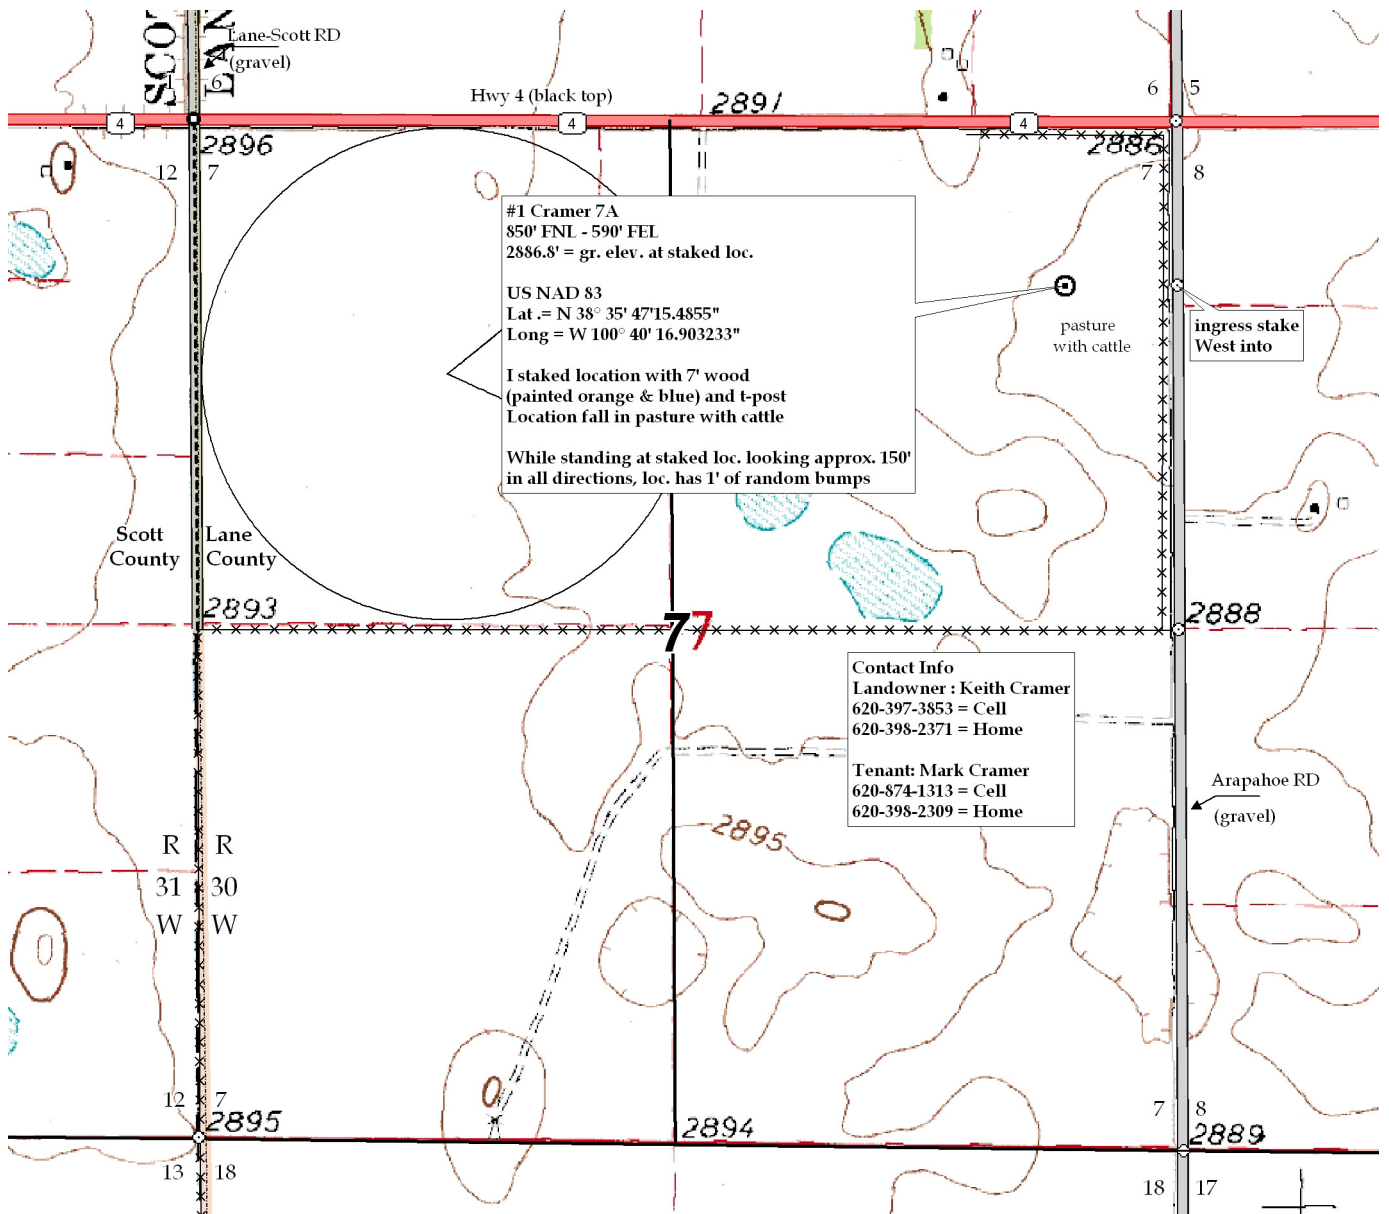 SCOT
LAN
Lane-Scott RD
(gravel)
1
6
6
5
Hwy 4 (black top)
2891
4
4
4
2896
2886
12
7
7
8
#1 Cramer 7A
850' FNL - 590' FEL
2886.8' = gr. elev. at staked loc.
US NAD 83
Lat .= N 38° 35' 47'15.4855"
Long = W 100° 40' 16.903233"
I staked location with 7' wood
(painted orange & blue) and t-post
Location fall in pasture with cattle
While standing at staked loc. looking approx. 150'
in all directions, loc. has 1' of random bumps
pasture
with cattle
ingress stake
West into
Scott
County
Lane
County
2893
7
7
2888
Contact Info
Landowner : Keith Cramer
620-397-3853 = Cell
620-398-2371 = Home
Tenant: Mark Cramer
620-874-1313 = Cell
620-398-2309 = Home
Arapahoe RD
(gravel)
2895
R
R
31
30
W
W
12
7
7
8
2895
2894
2889
13
18
18
17